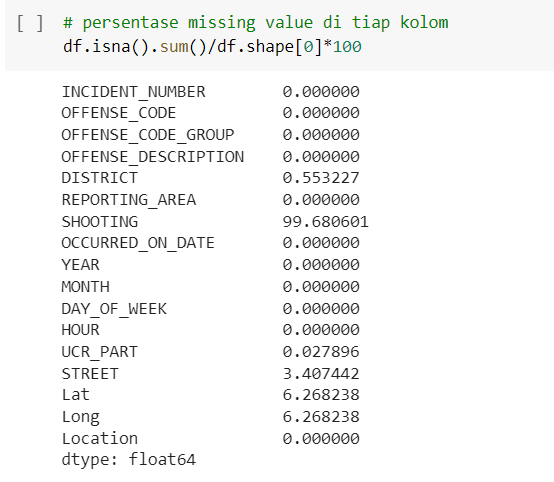 [ ] # persentase missing value di tiap kolom
df.isna().sum()/df.shape[0]*100
INCIDENT_NUMBER 0.000000
OFFENSE_CODE 0.000000
OFFENSE_CODE_GROUP 0.000000
OFFENSE_DESCRIPTION 0.000000
DISTRICT 0.553227
REPORTING_AREA 0.000000
SHOOTING 99.680601
OCCURRED_ON_DATE 0.000000
YEAR 0.000000
MONTH 0.000000
DAY_OF_WEEK 0.000000
HOUR 0.000000
UCR_PART 0.027896
STREET 3.407442
Lat 6.268238
Long 6.268238
Location 0.000000
dtype: float64